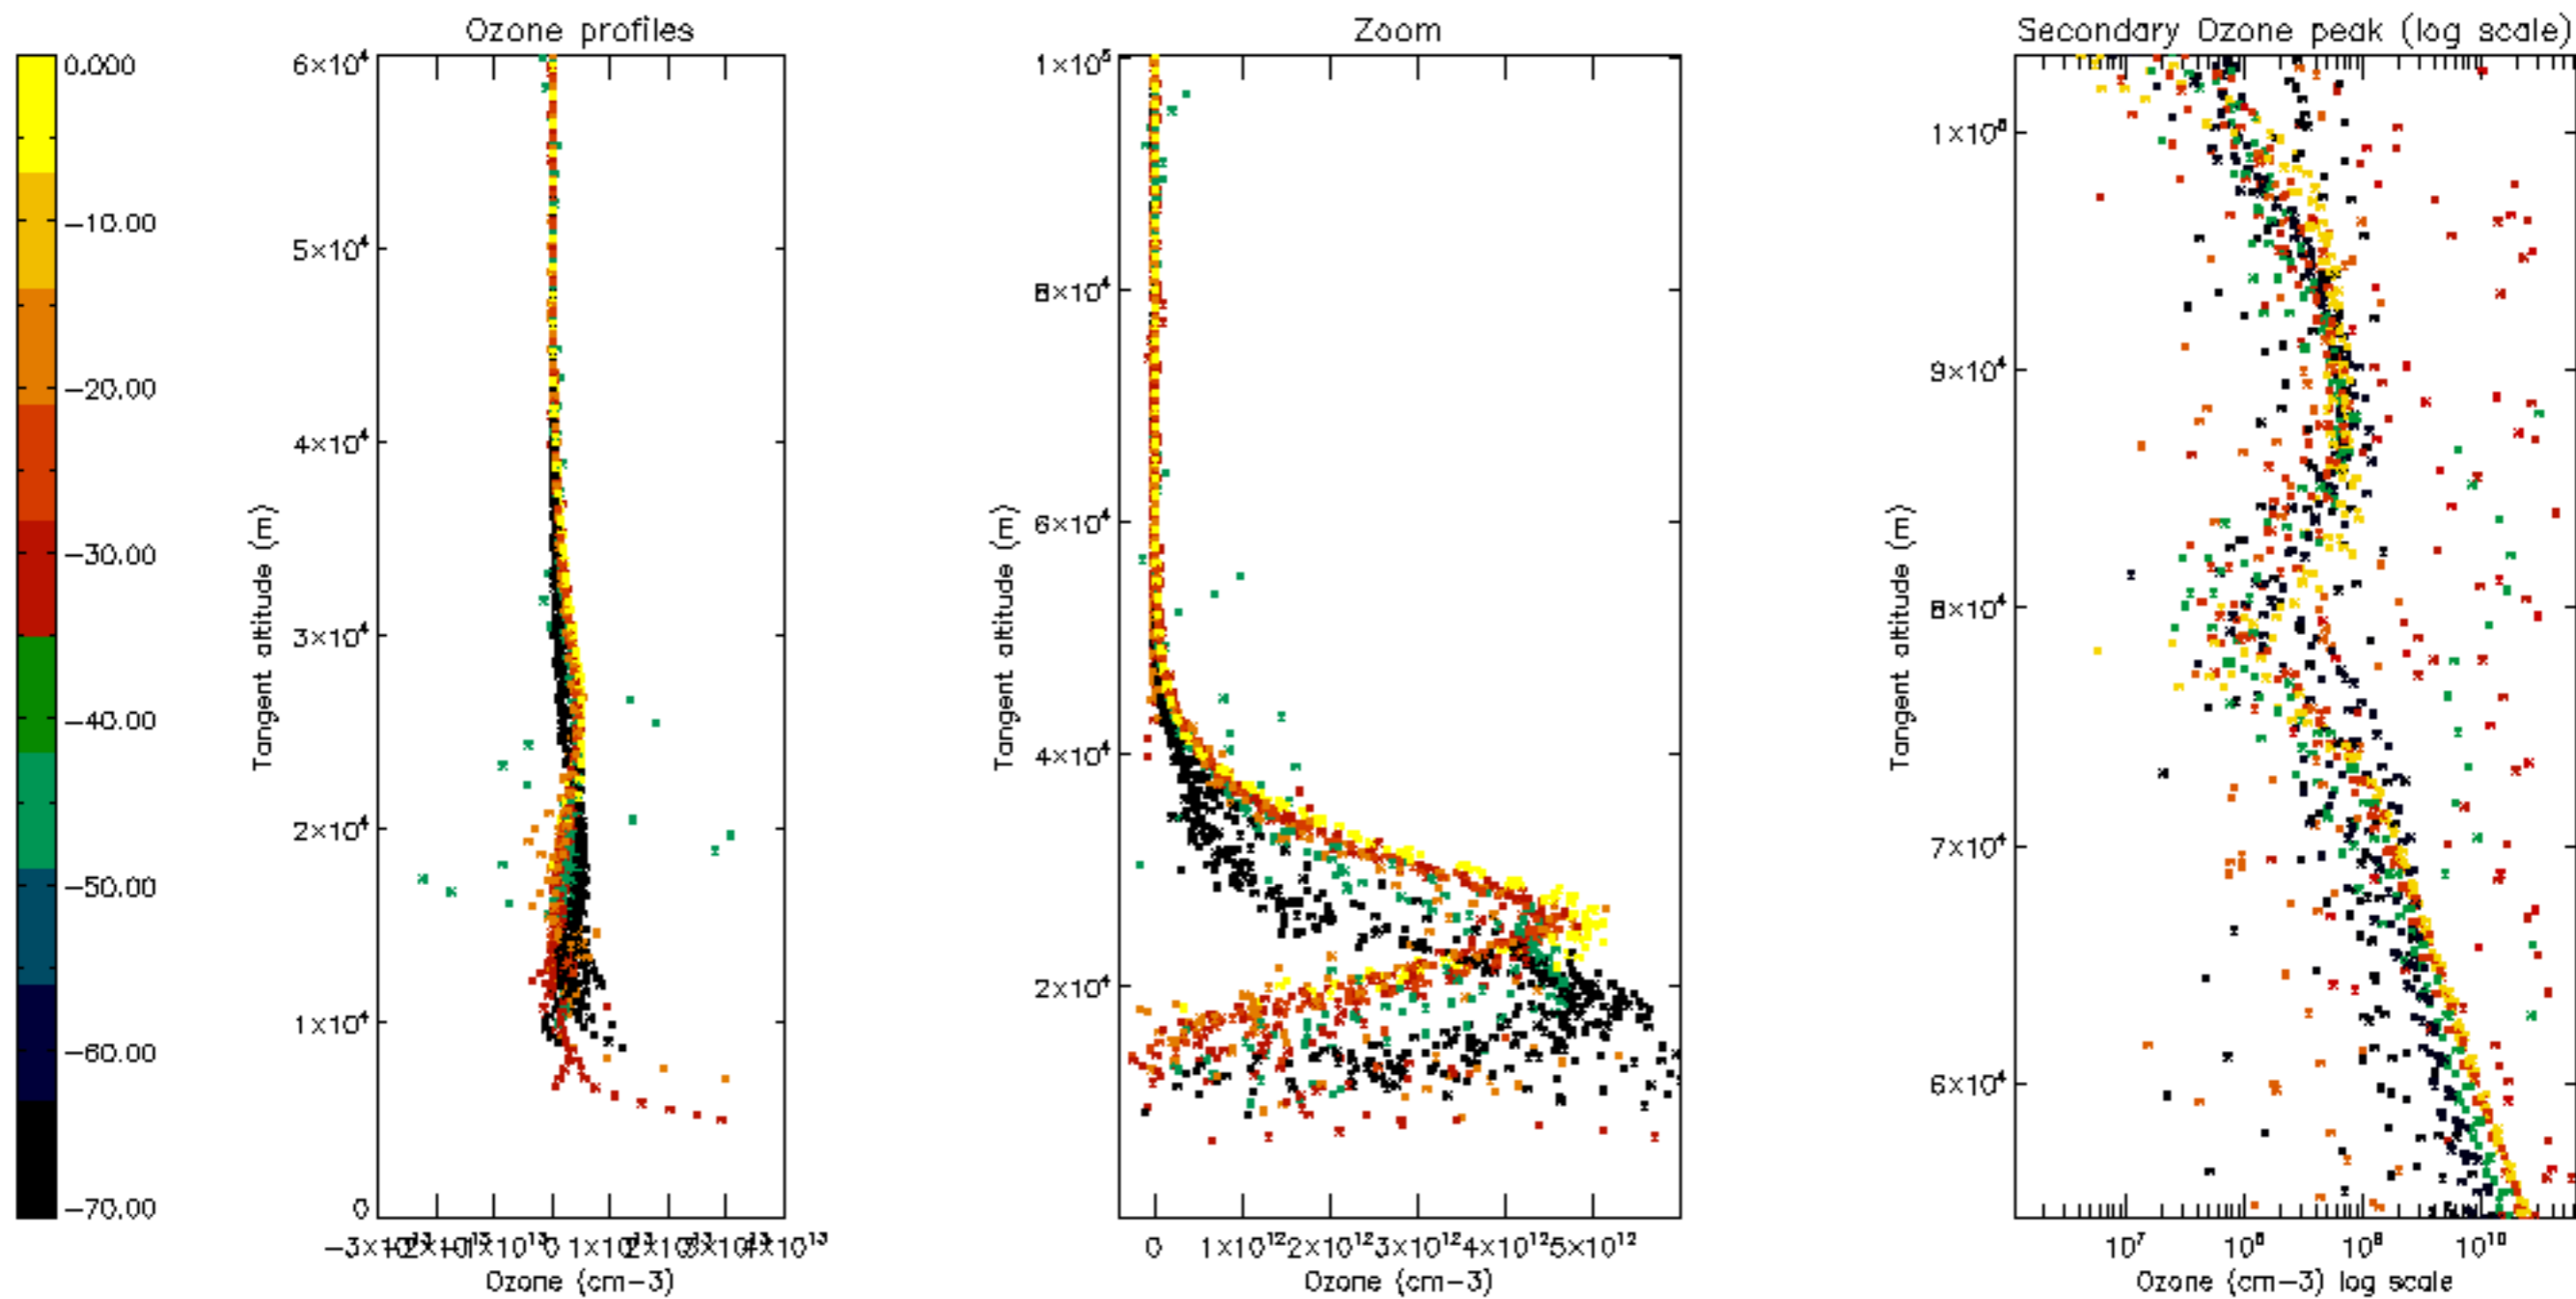 Ozone profiles
Zoom
Secondary Ozone peak (log scale)
0.000
-10.00
-20.00
-30.00
-40.00
-50.00
-60.00
-70.00
6×10⁴
5×10⁴
4×10⁴
3×10⁴
2×10⁴
1×10⁴
0
Tangent altitude (m)
0
4×10¹³
Ozone (cm-3)
1×10⁵
8×10⁴
6×10⁴
4×10⁴
2×10⁴
Tangent altitude (m)
0 1×10¹² 2×10¹² 3×10¹² 4×10¹² 5×10¹²
Ozone (cm-3)
9×10⁴
8×10⁴
7×10⁴
6×10⁴
Tangent altitude (m)
10⁷ 10⁸ 10⁹ 10¹⁰
Ozone (cm-3) log scale